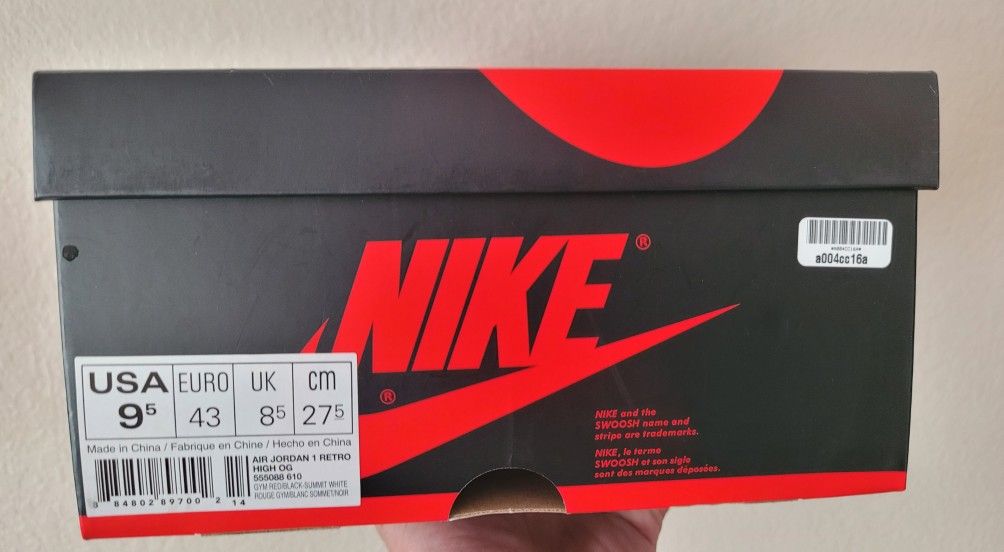 NIKE®
®
*A004CC16A*
a004cc16a
USA EURO UK cm
9⁵ 43 8⁵ 27⁵
Made in China / Fabrique en Chine / Hecho en China
AIR JORDAN 1 RETRO
HIGH OG
555088 610
GYM RED/BLACK-SUMMIT WHITE
ROUGE GYM/BLANC SOMMET/NOIR
8 84802 89700 2 14
NIKE and the
SWOOSH name and
stripe are trademarks.
NIKE, le terme
SWOOSH et son sigle
sont des marques déposées.